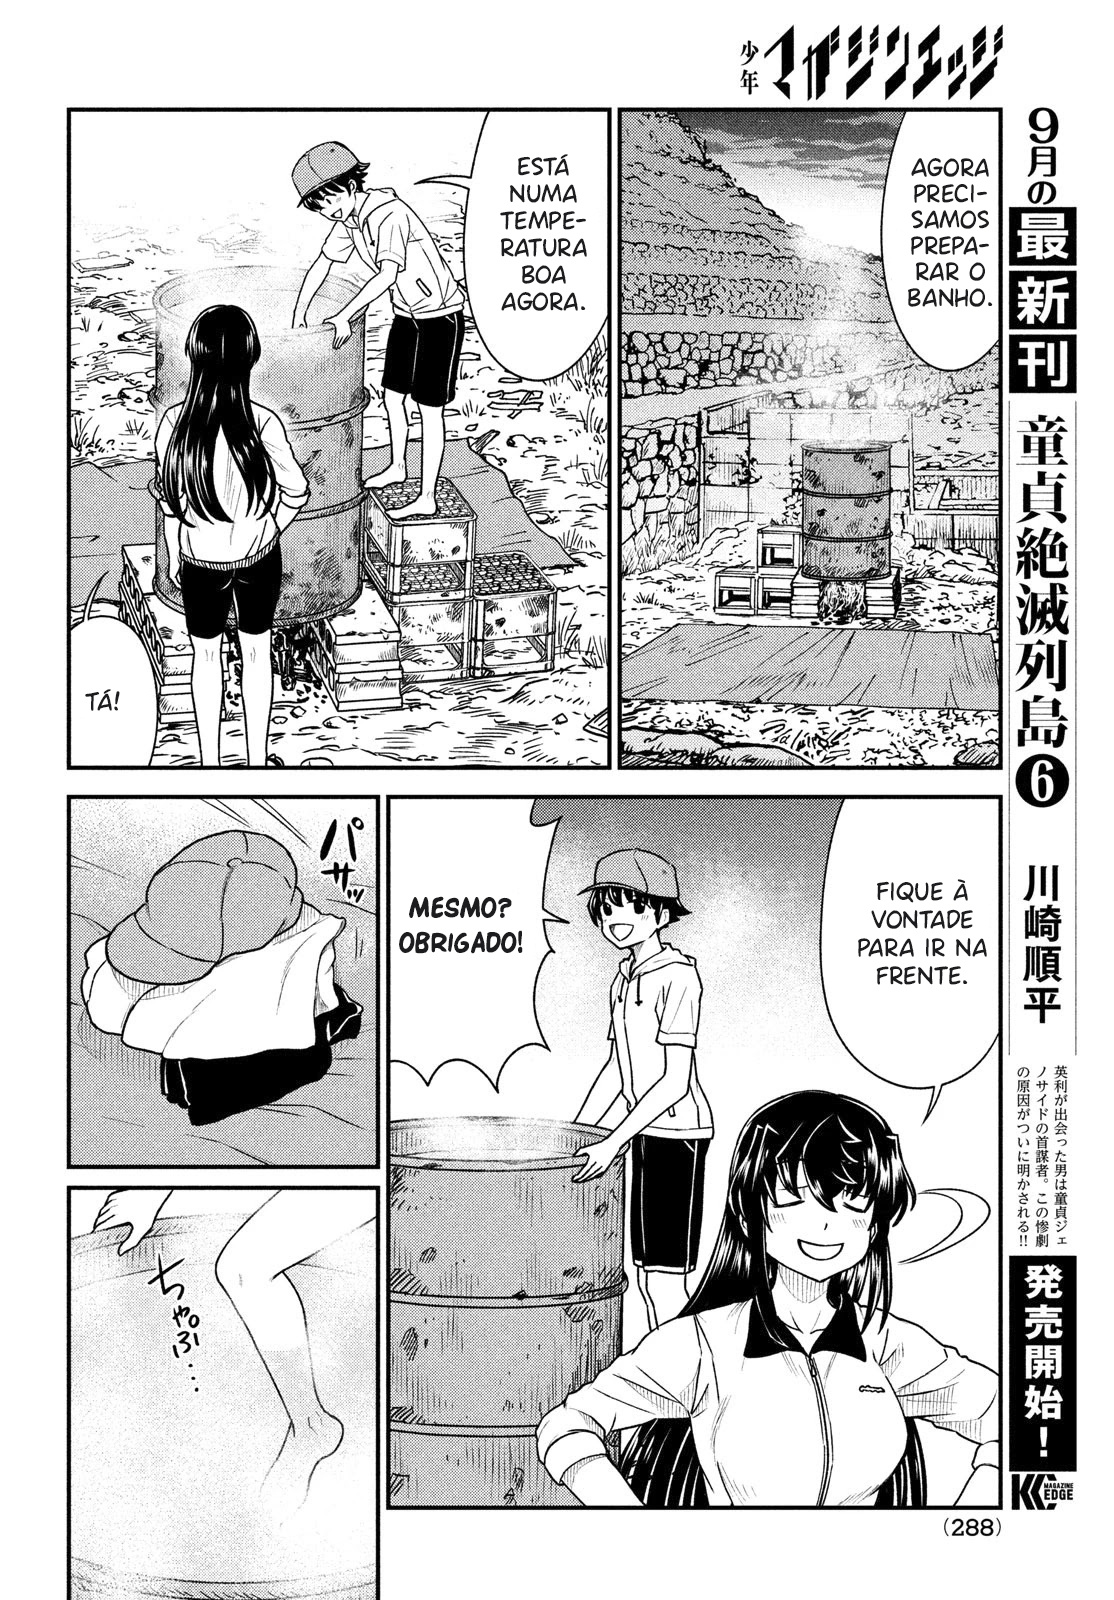 少年
マガジンエッジ
AGORA
PRECI-
SAMOS
PREPA-
RAR O
BANHO.
ESTÁ
NUMA
TEMPE-
RATURA
BOA
AGORA.
TÁ!
FIQUE À
VONTADE
PARA IR NA
FRENTE.
MESMO?
OBRIGADO!
パサッ
ちゃぷ・・・
9月の最新刊
童貞絶滅列島❻
川崎順平
英利が出会った男は童貞ジェ
ノサイドの首謀者。この惨劇
の原因がついに明かされる!!
発売開始!
KC
MAGAZINE
EDGE
(288)